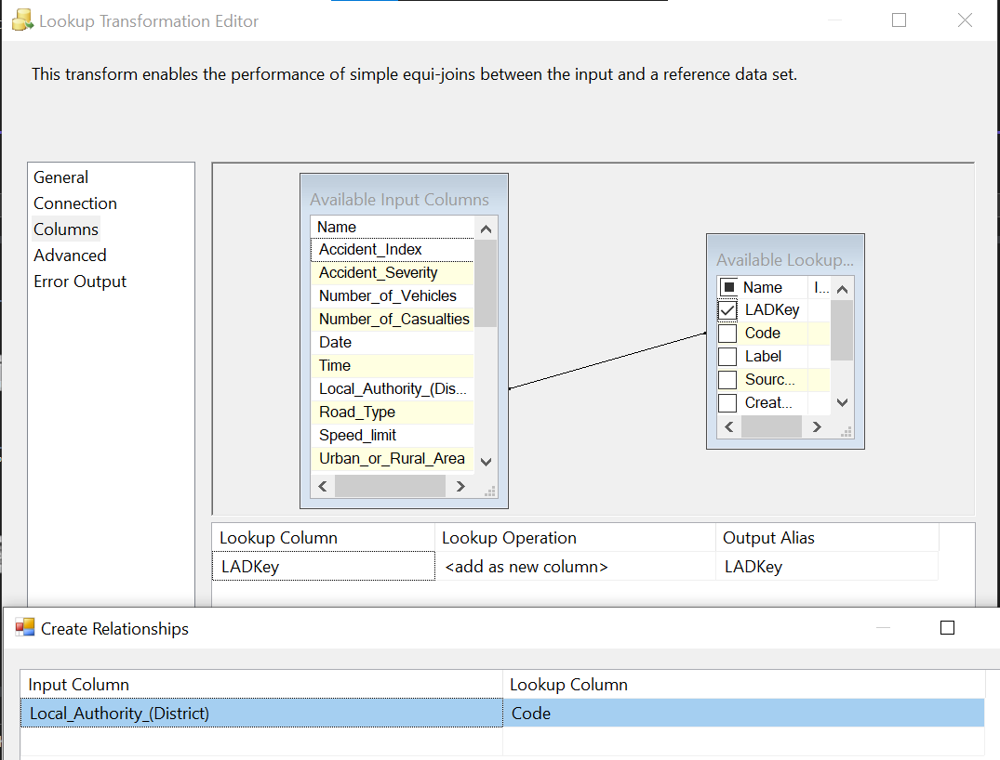 Lookup Transformation Editor
This transform enables the performance of simple equi-joins between the input and a reference data set.
General
Connection
Columns
Advanced
Error Output
Available Input Columns
Name
Accident_Index
Accident_Severity
Number_of_Vehicles
Number_of_Casualties
Date
Time
Local_Authority_(Dis...
Road_Type
Speed_limit
Urban_or_Rural_Area
Available Lookup...
Name I...
LADKey
Code
Label
Sourc...
Creat...
Lookup Column Lookup Operation Output Alias
LADKey <add as new column> LADKey
Create Relationships
Input Column Lookup Column
Local_Authority_(District) Code